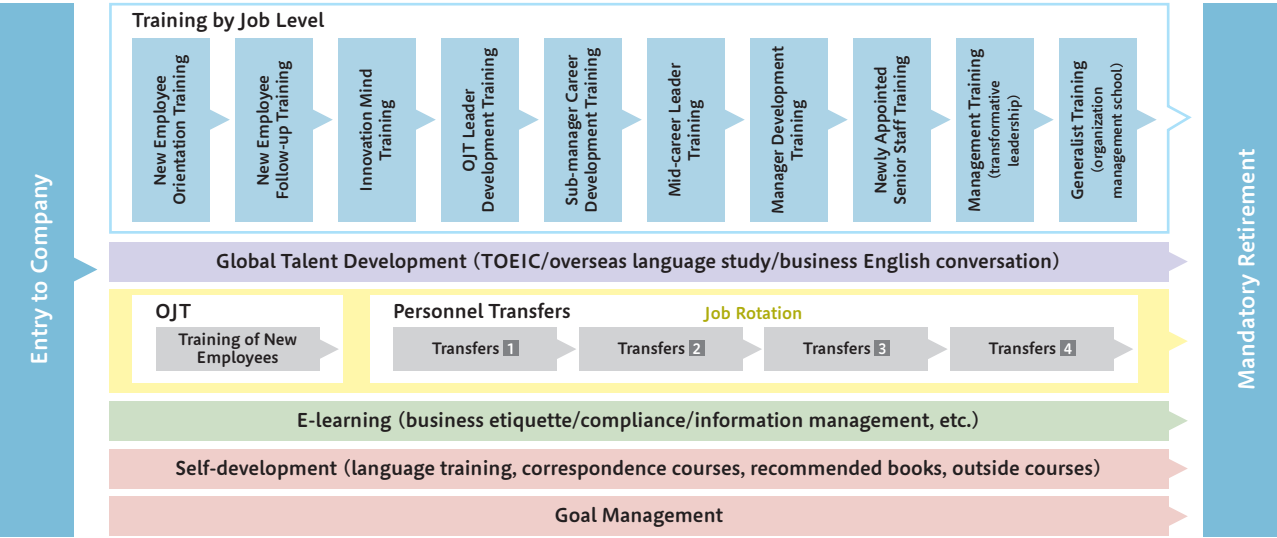 Entry to Company
Training by Job Level
New Employee
Orientation Training
New Employee
Follow-up Training
Innovation Mind
Training
OJT Leader
Development Training
Sub-manager Career
Development Training
Mid-career Leader
Training
Manager Development
Training
Newly Appointed
Senior Staff Training
Management Training
(transformative
leadership)
Generalist Training
(organization
management school)
Global Talent Development (TOEIC/overseas language study/business English conversation)
OJT
Training of New
Employees
Personnel Transfers
Job Rotation
Transfers 1
Transfers 2
Transfers 3
Transfers 4
E-learning (business etiquette/compliance/information management, etc.)
Self-development (language training, correspondence courses, recommended books, outside courses)
Goal Management
Mandatory Retirement